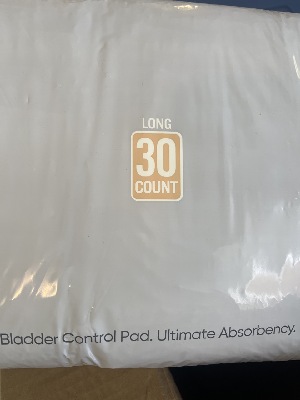 LONG
30
COUNT
Bladder Control Pad. Ultimate Absorbency.